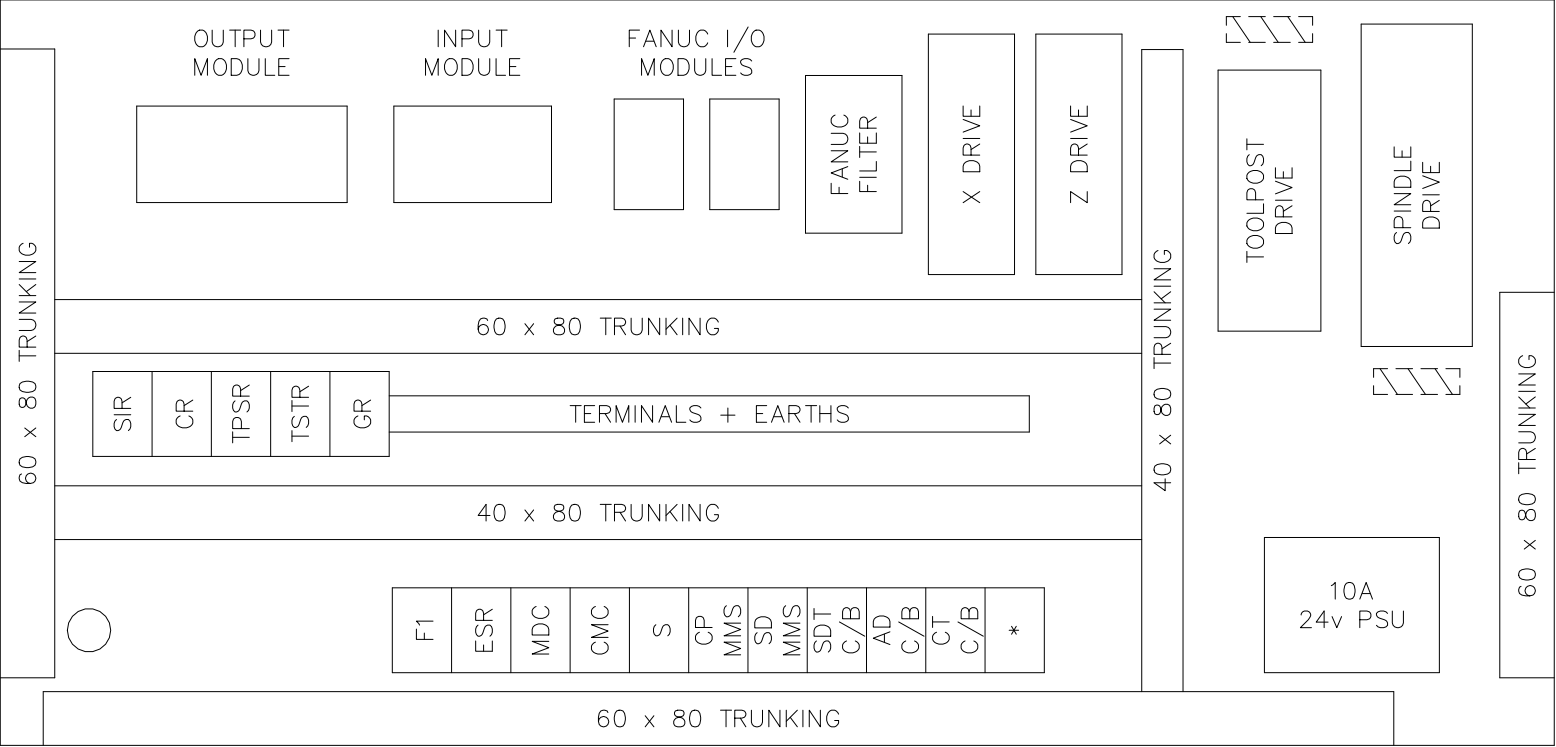 OUTPUT
MODULE
INPUT
MODULE
FANUC I/O
MODULES
FANUC
FILTER
X DRIVE
Z DRIVE
TOOLPOST
DRIVE
SPINDLE
DRIVE
60 x 80 TRUNKING
60 x 80 TRUNKING
40 x 80 TRUNKING
60 x 80 TRUNKING
SIR
CR
TPSR
TSTR
GR
TERMINALS + EARTHS
40 x 80 TRUNKING
F1
ESR
MDC
CMC
S
CP
MMS
SD
MMS
SDT
C/B
AD
C/B
CT
C/B
*
10A
24v PSU
60 x 80 TRUNKING